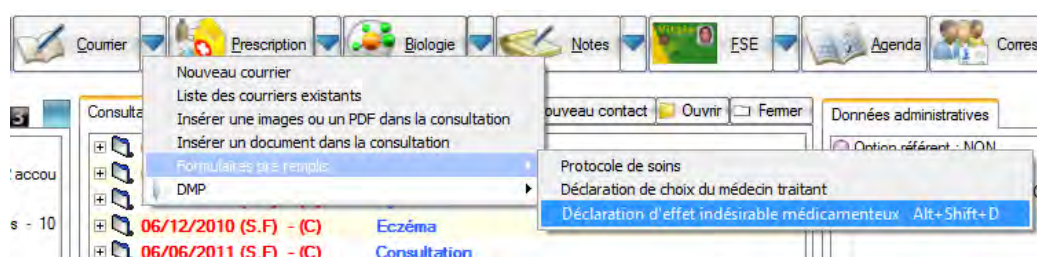 Courrier Prescription Biologie Notes FSE Agenda Corres
Nouveau courrier
Liste des courriers existants
Insérer une images ou un PDF dans la consultation
Insérer un document dans la consultation
Formulaires pré remplis
DMP
Protocole de soins
Déclaration de choix du médecin traitant
Déclaration d'effet indésirable médicamenteux Alt+Shift+D
3 Consulta ouveau contact Ouvrir Fermer Données administratives
Option référent : NON
accou
s - 10 06/12/2010 (S.F) - (C) Eczéma
06/06/2011 (S.F) - (C) Consultation